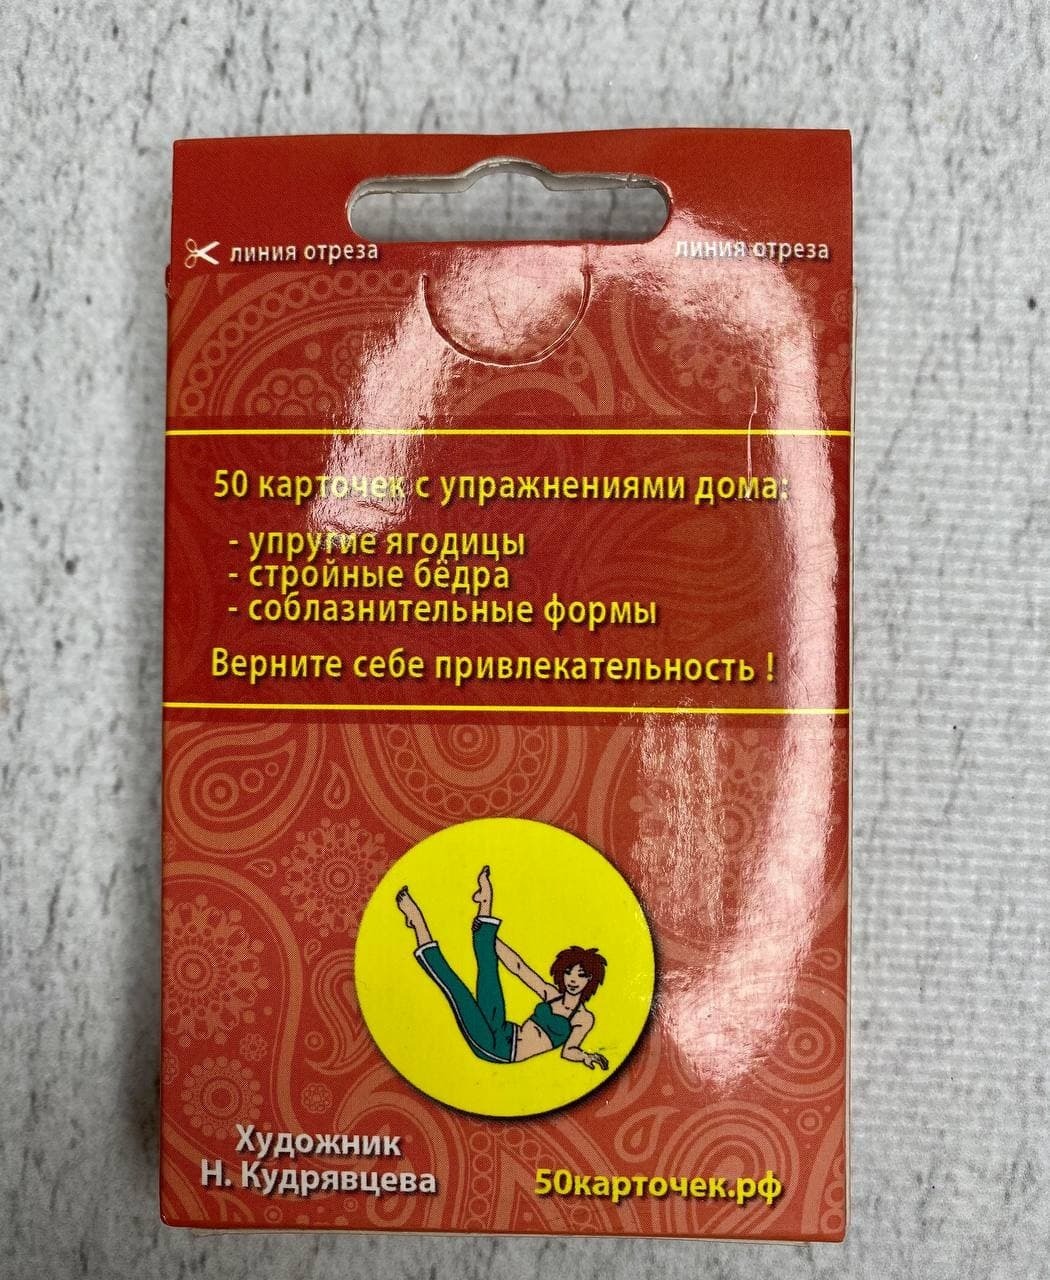 линия отреза линия отреза
50 карточек с упражнениями дома:
- упругие ягодицы
- стройные бёдра
- соблазнительные формы
Верните себе привлекательность !
Художник
Н. Кудрявцева
50карточек.рф